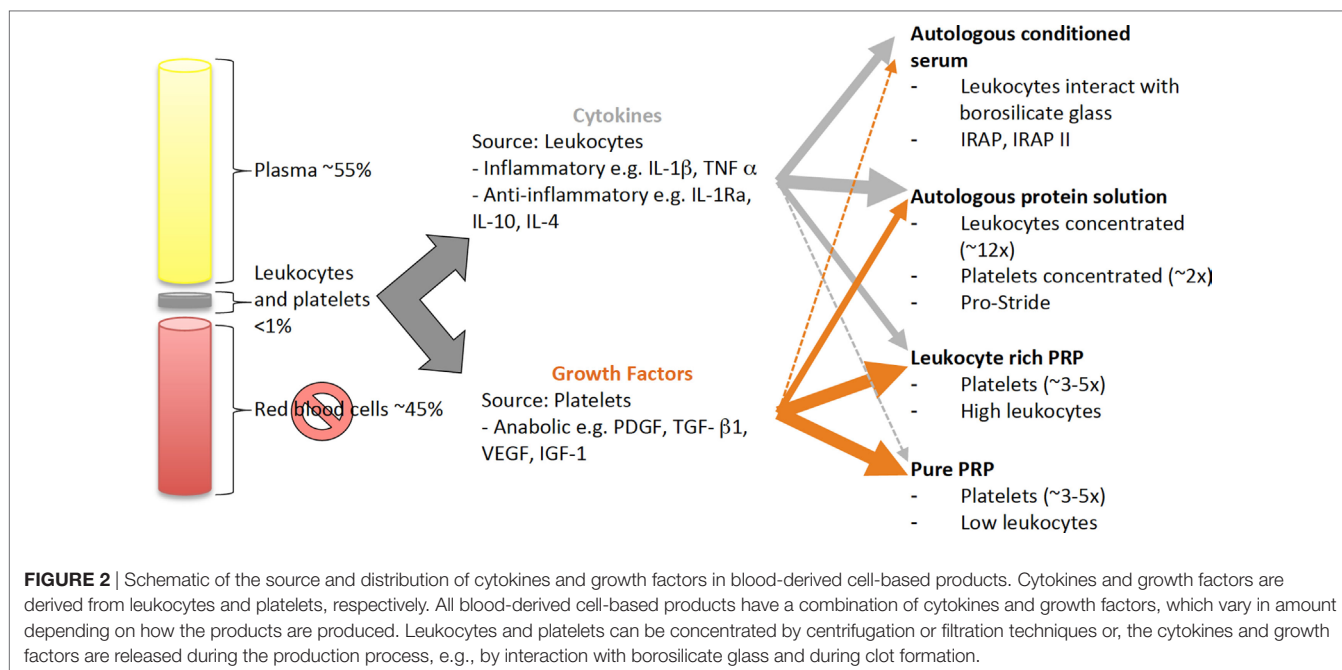 Plasma ~55%
Leukocytes
and platelets
<1%
Red blood cells ~45%
Cytokines
Source: Leukocytes
- Inflammatory e.g. IL-1β, TNF α
- Anti-inflammatory e.g. IL-1Ra,
IL-10, IL-4
Growth Factors
Source: Platelets
- Anabolic e.g. PDGF, TGF- β1,
VEGF, IGF-1
Autologous conditioned
serum
- Leukocytes interact with
borosilicate glass
- IRAP, IRAP II
Autologous protein solution
- Leukocytes concentrated
(~12x)
- Platelets concentrated (~2x)
- Pro-Stride
Leukocyte rich PRP
- Platelets (~3-5x)
- High leukocytes
Pure PRP
- Platelets (~3-5x)
- Low leukocytes
FIGURE 2 | Schematic of the source and distribution of cytokines and growth factors in blood-derived cell-based products. Cytokines and growth factors are
derived from leukocytes and platelets, respectively. All blood-derived cell-based products have a combination of cytokines and growth factors, which vary in amount
depending on how the products are produced. Leukocytes and platelets can be concentrated by centrifugation or filtration techniques or, the cytokines and growth
factors are released during the production process, e.g., by interaction with borosilicate glass and during clot formation.